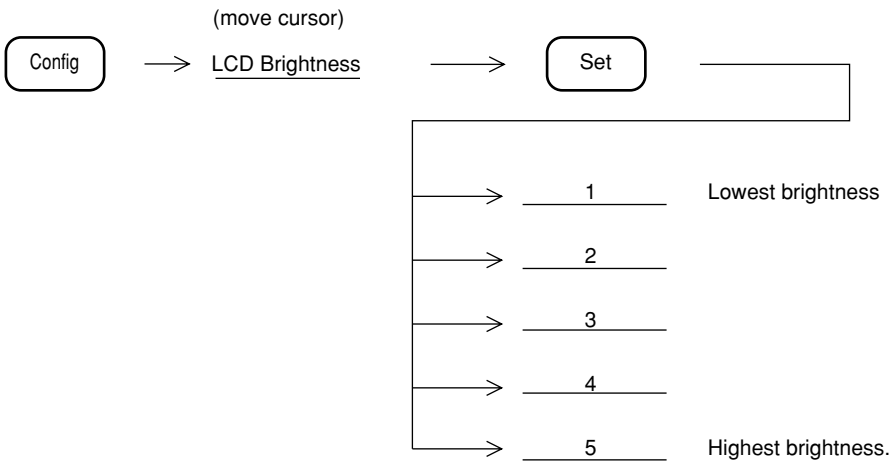 (move cursor)
Config LCD Brightness Set
1 Lowest brightness
2
3
4
5 Highest brightness.